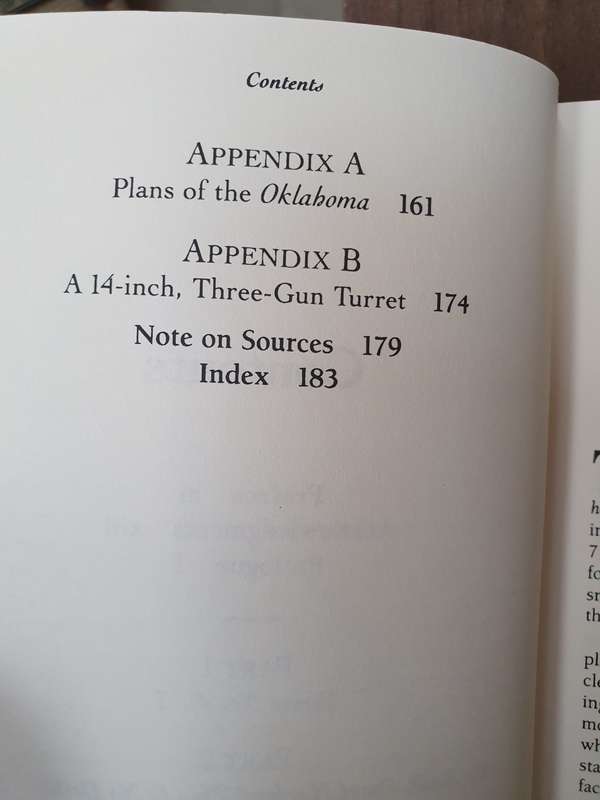 Contents
APPENDIX A
Plans of the Oklahoma 161
APPENDIX B
A 14-inch, Three-Gun Turret 174
Note on Sources 179
Index 183